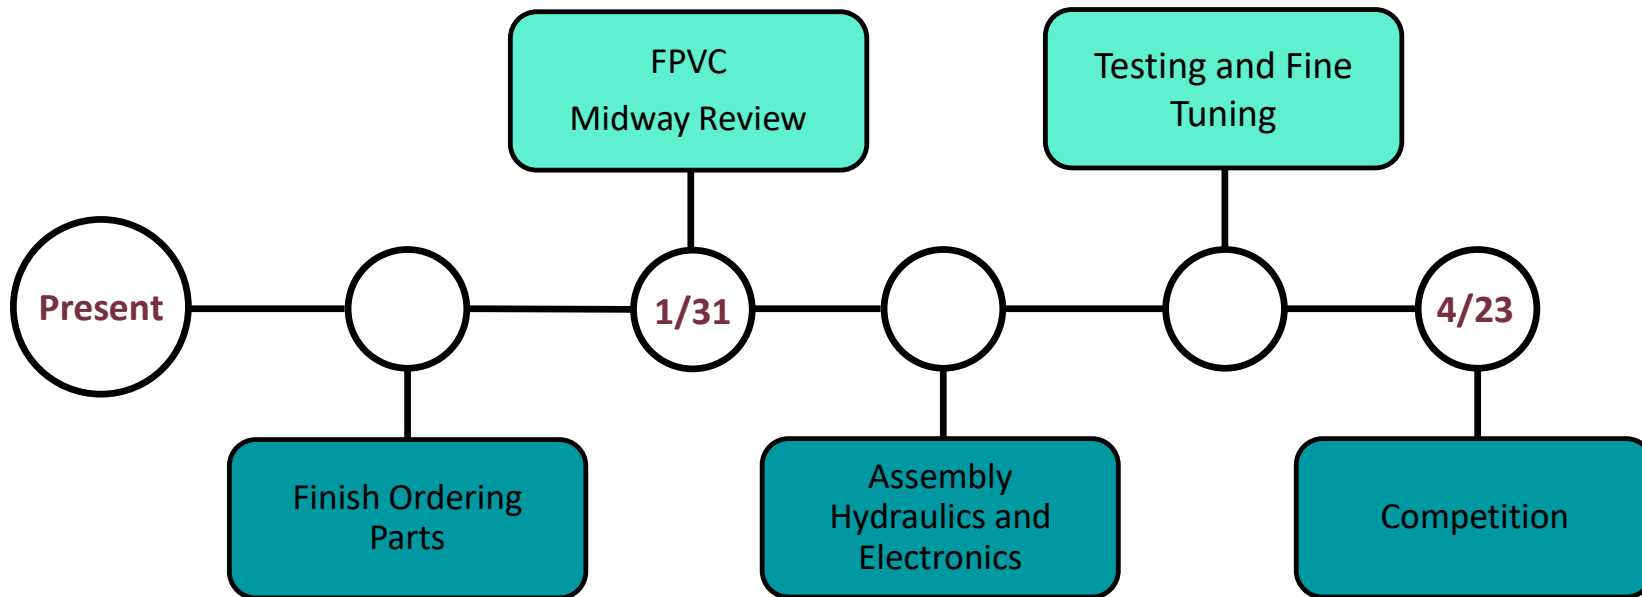 FPVC
Midway Review
Testing and Fine
Tuning
Present
1/31
4/23
Finish Ordering
Parts
Assembly
Hydraulics and
Electronics
Competition